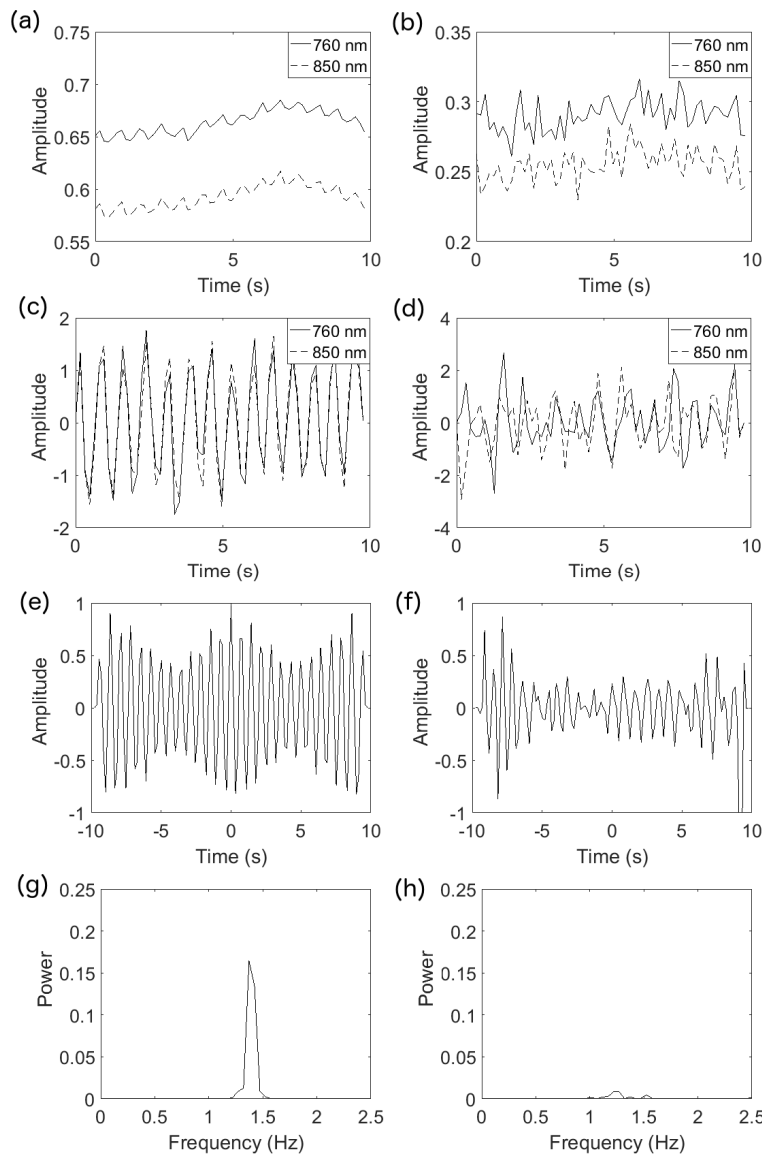 (a)
0.75
0.7
0.65
0.6
0.55
Amplitude
760 nm
850 nm
0
5
10
Time (s)
(b)
0.35
0.3
0.25
0.2
Amplitude
760 nm
850 nm
0
5
10
Time (s)
(c)
2
1
0
-1
-2
Amplitude
760 nm
850 nm
0
5
10
Time (s)
(d)
4
2
0
-2
-4
Amplitude
760 nm
850 nm
0
5
10
Time (s)
(e)
1
0.5
0
-0.5
-1
Amplitude
-10
-5
0
5
10
Time (s)
(f)
1
0.5
0
-0.5
-1
Amplitude
-10
-5
0
5
10
Time (s)
(g)
0.25
0.2
0.15
0.1
0.05
0
Power
0
0.5
1
1.5
2
2.5
Frequency (Hz)
(h)
0.25
0.2
0.15
0.1
0.05
0
Power
0
0.5
1
1.5
2
2.5
Frequency (Hz)